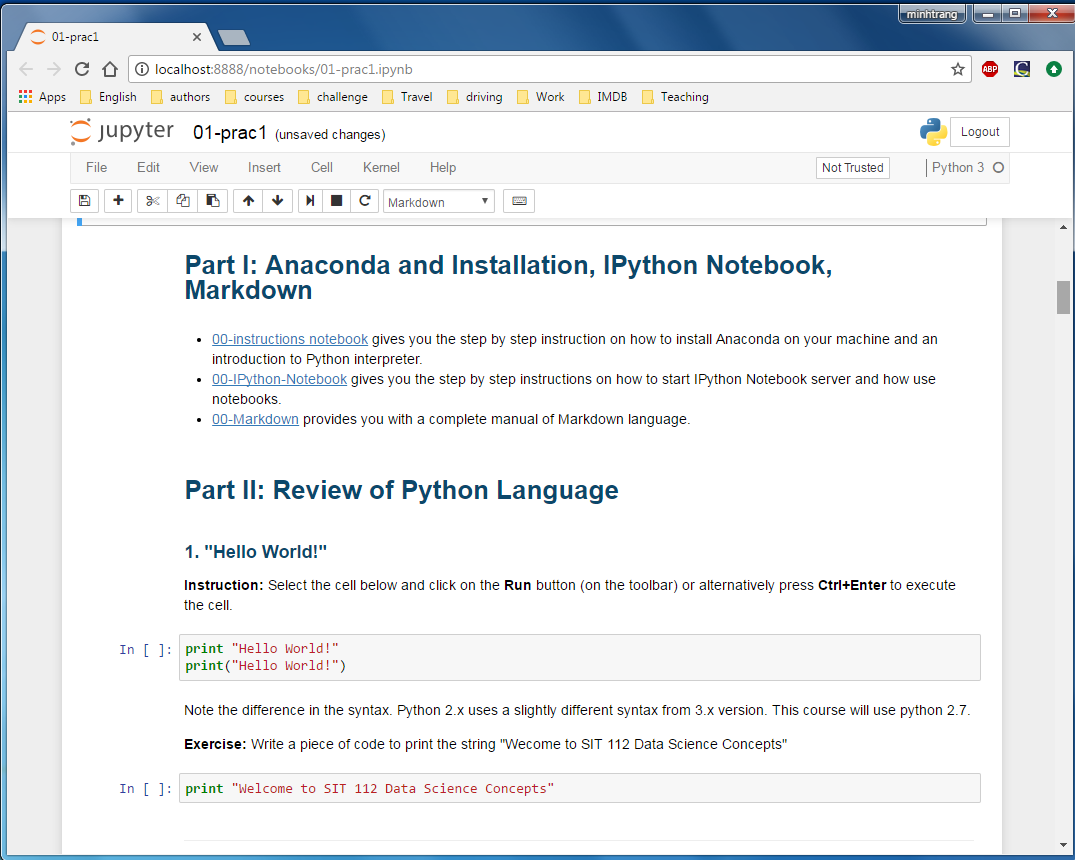 minhtrang
01-prac1
localhost:8888/notebooks/01-prac1.ipynb
ABP
Apps English authors courses challenge Travel driving Work IMDB Teaching
jupyter 01-prac1 (unsaved changes) Logout
File Edit View Insert Cell Kernel Help Not Trusted Python 3
Markdown
Part I: Anaconda and Installation, IPython Notebook,
Markdown
• 00-instructions notebook gives you the step by step instruction on how to install Anaconda on your machine and an
introduction to Python interpreter.
• 00-IPython-Notebook gives you the step by step instructions on how to start IPython Notebook server and how use
notebooks.
• 00-Markdown provides you with a complete manual of Markdown language.
Part II: Review of Python Language
1. "Hello World!"
Instruction: Select the cell below and click on the Run button (on the toolbar) or alternatively press Ctrl+Enter to execute
the cell.
In [ ]: print "Hello World!"
print("Hello World!")
Note the difference in the syntax. Python 2.x uses a slightly different syntax from 3.x version. This course will use python 2.7.
Exercise: Write a piece of code to print the string "Wecome to SIT 112 Data Science Concepts"
In [ ]: print "Welcome to SIT 112 Data Science Concepts"